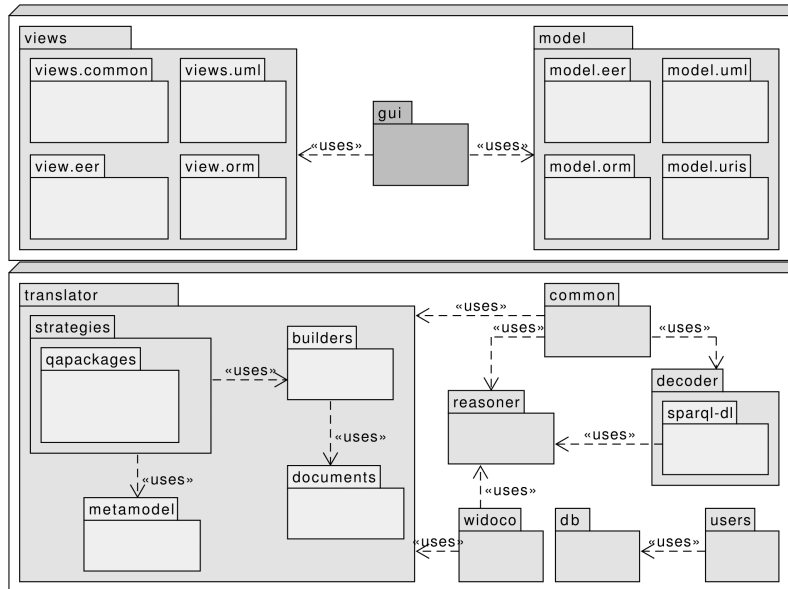 views
model
views.common
views.uml
model.eer
model.uml
gui
«uses»
«uses»
view.eer
view.orm
model.orm
model.uris
translator
common
«uses»
strategies
builders
«uses»
«uses»
qapackages
«uses»
decoder
reasoner
sparql-dl
«uses»
«uses»
documents
«uses»
«uses»
metamodel
widoco
db
users
«uses»
«uses»